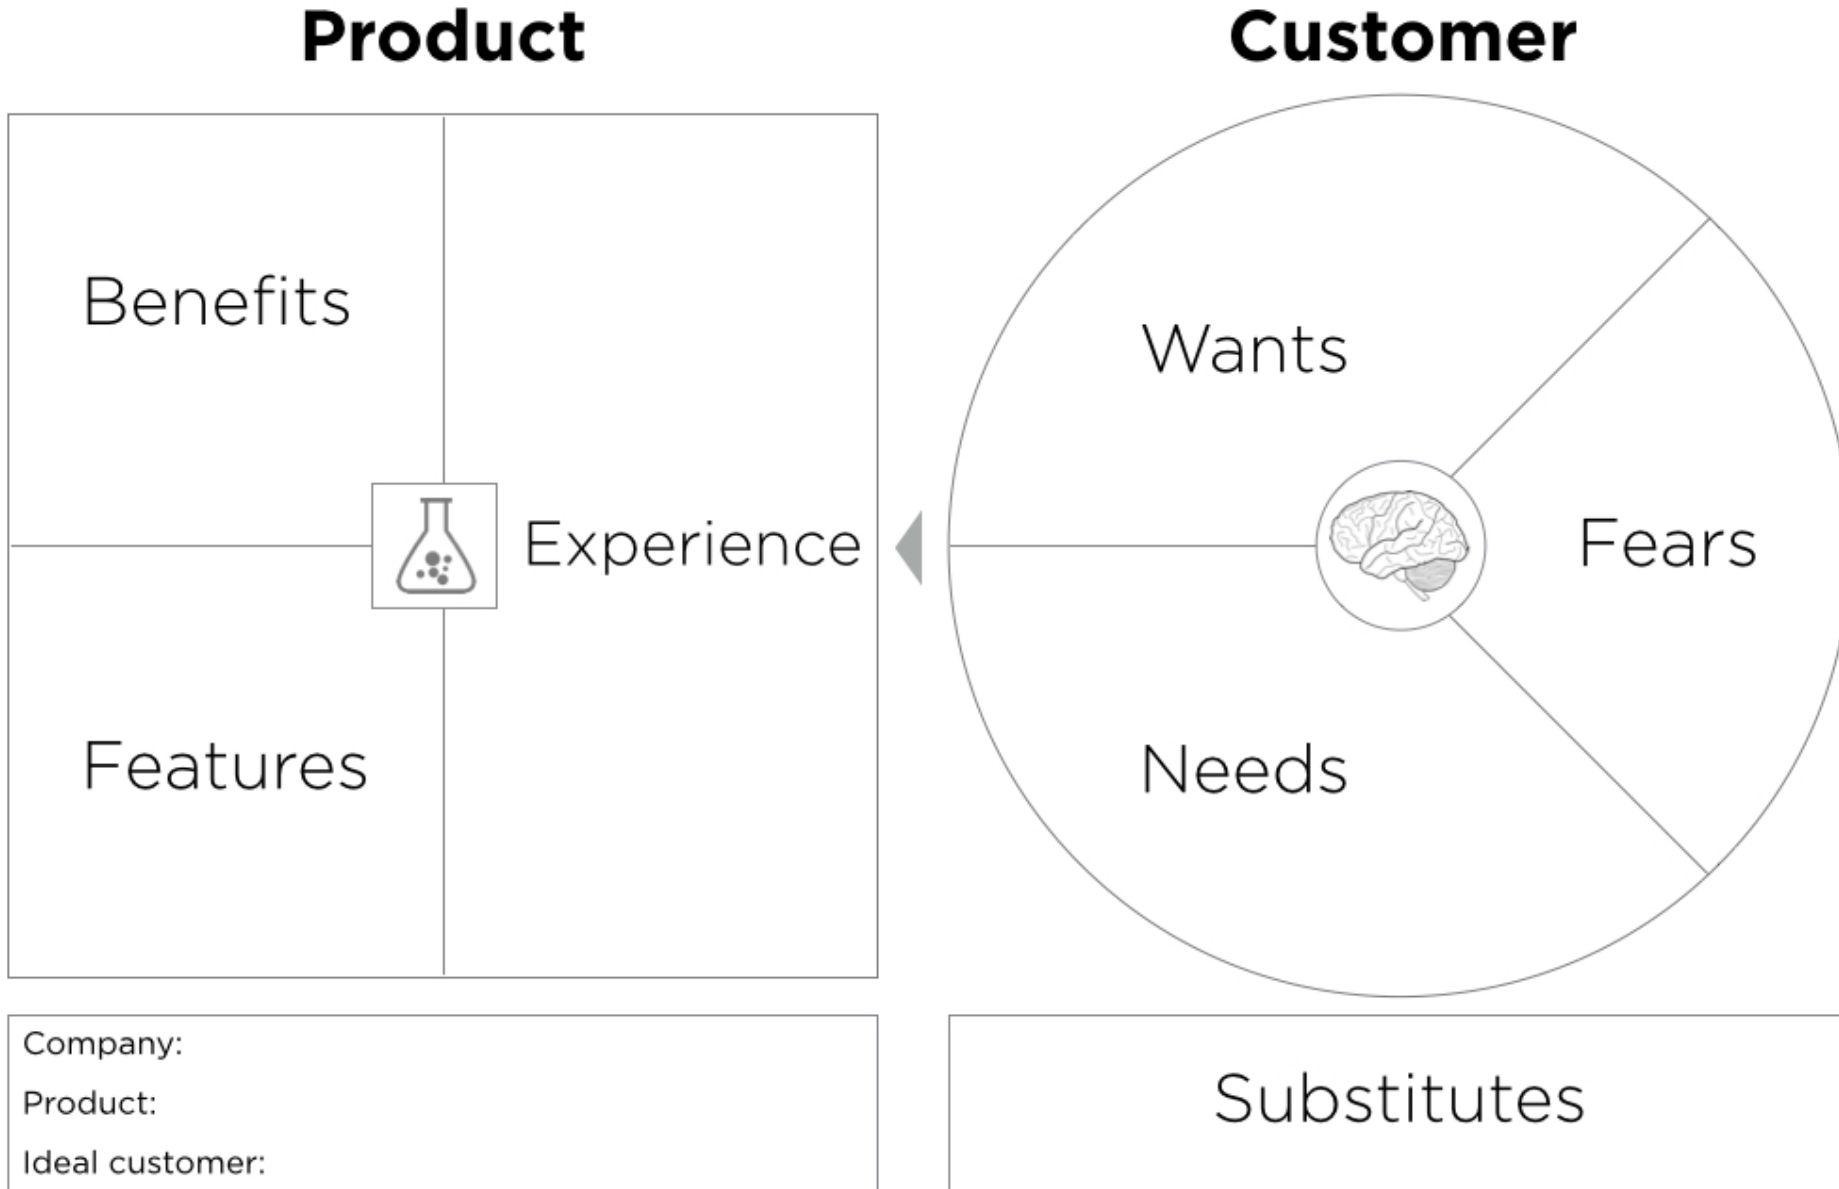 Product
Customer
Benefits
Wants
Experience
Fears
Features
Needs
Company:
Product:
Ideal customer:
Substitutes